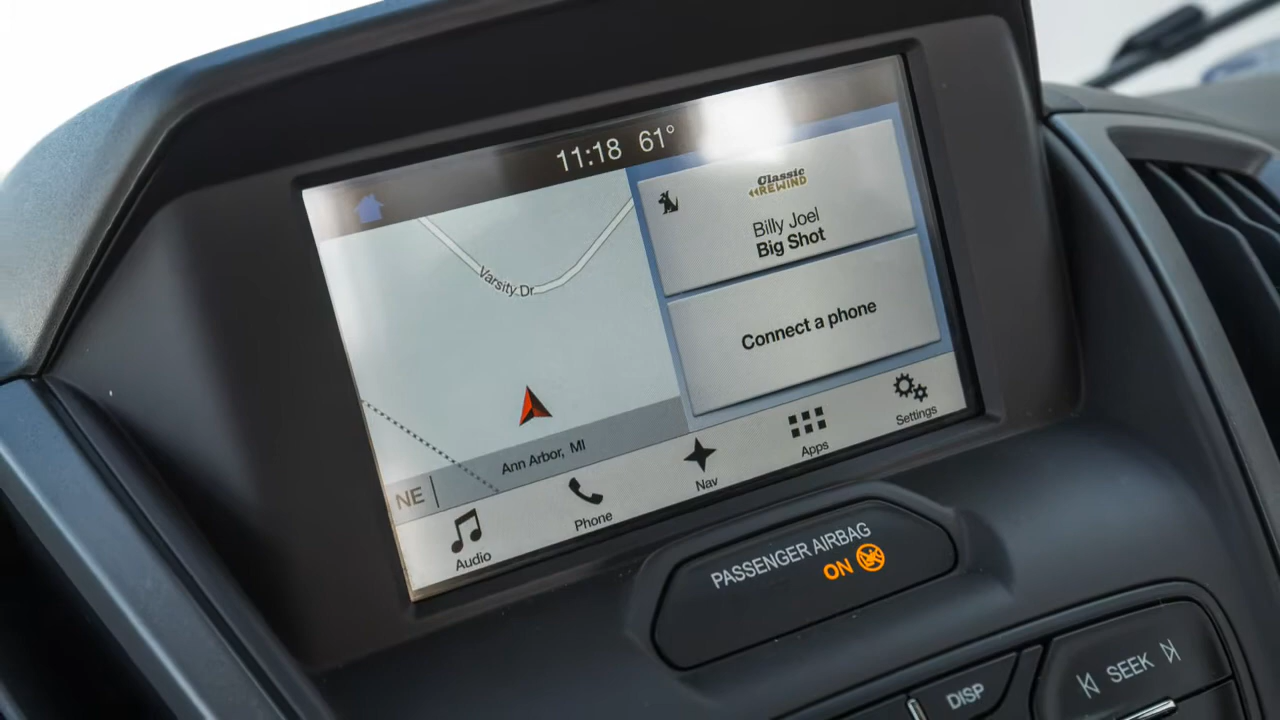 11:18 61°
Classic
REWIND
Billy Joel
Big Shot
Varsity Dr
Connect a phone
Ann Arbor, MI
NE
Audio
Phone
Nav
Apps
Settings
PASSENGER AIRBAG
ON
DISP
SEEK